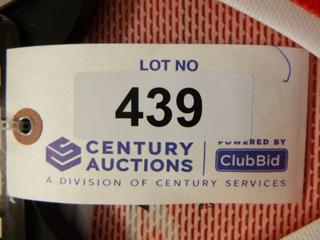 LOT NO
439
CENTURY AUCTIONS
POWERED BY
ClubBid
A DIVISION OF CENTURY SERVICES